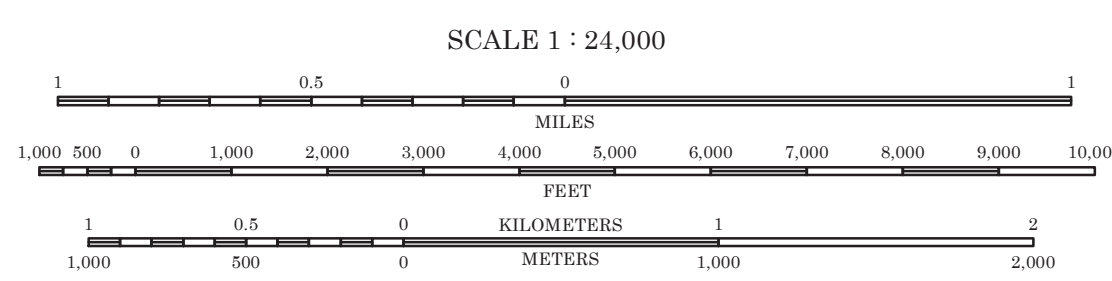 SCALE 1 : 24,000
1 0.5 0 1
MILES
1,000 500 0 1,000 2,000 3,000 4,000 5,000 6,000 7,000 8,000 9,000 10,00
FEET
1 0.5 0 KILOMETERS 1 2
1,000 500 0 METERS 1,000 2,000